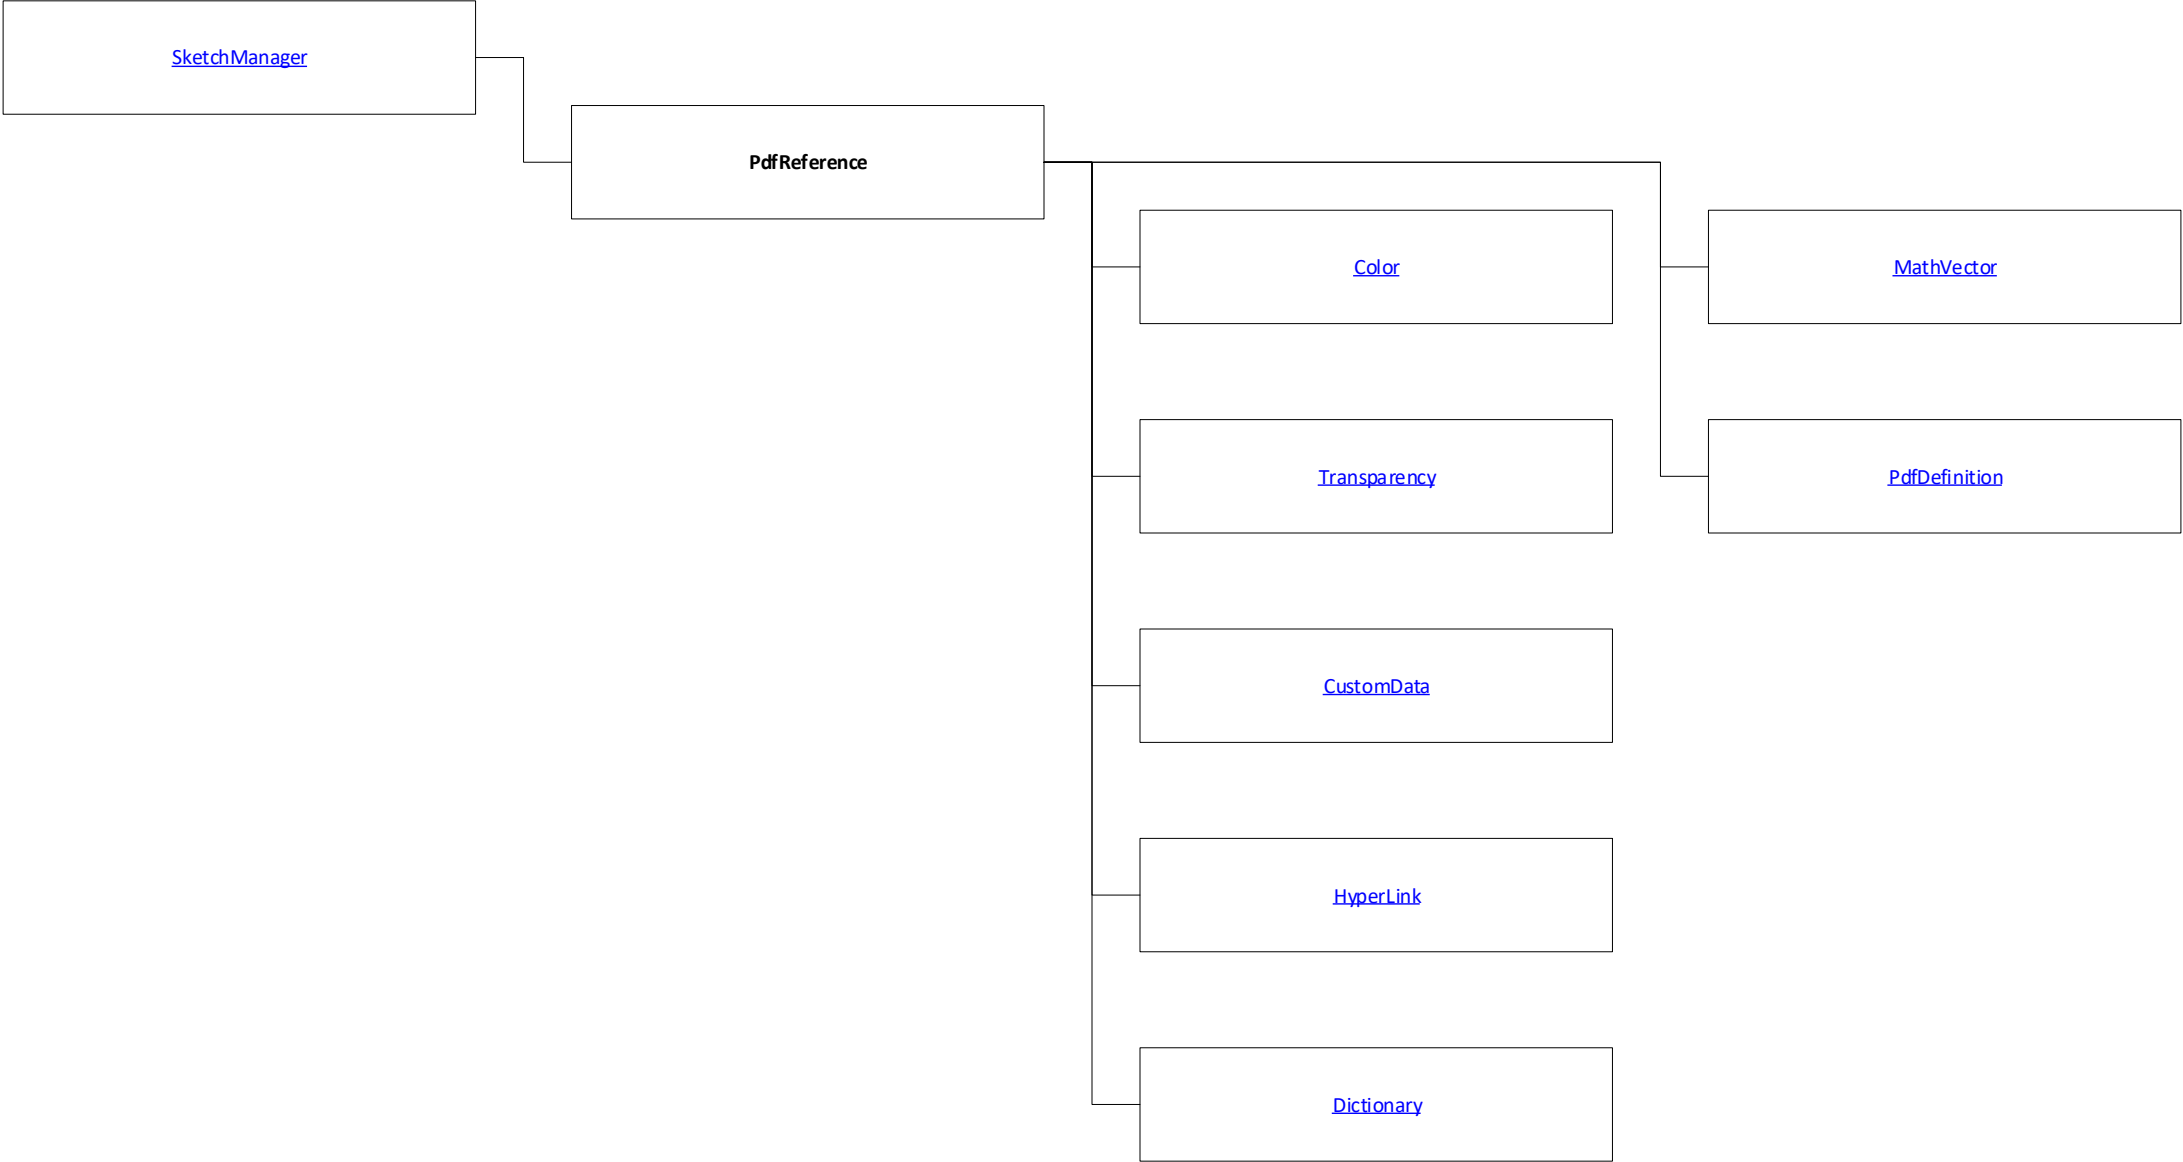 SketchManager
PdfReference
Color
MathVector
Transparency
PdfDefinition
CustomData
HyperLink
Dictionary